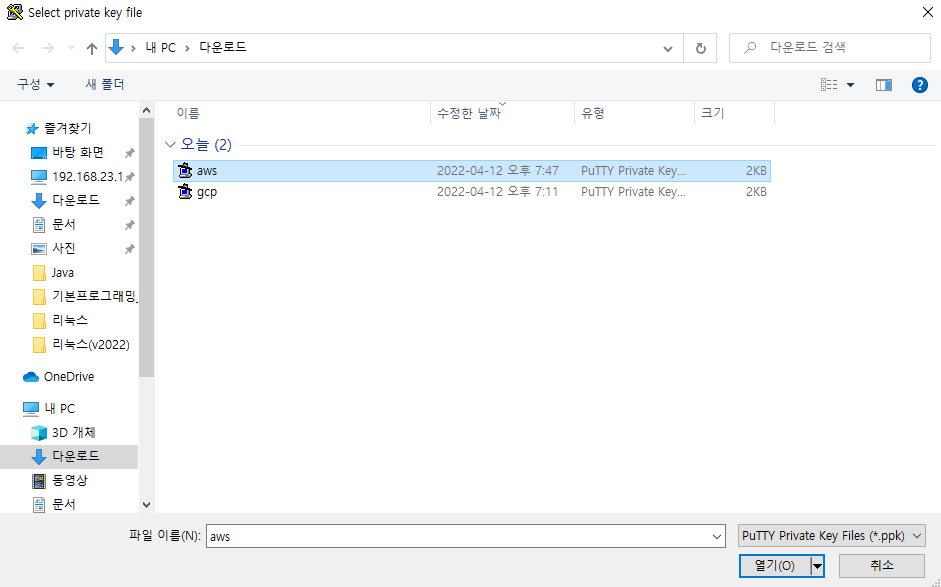 Select private key file
내 PC > 다운로드
다운로드 검색
구성
새 폴더
이름 수정한 날짜 유형 크기
오늘 (2)
aws 2022-04-12 오후 7:47 PuTTY Private Key... 2KB
gcp 2022-04-12 오후 7:11 PuTTY Private Key... 2KB
즐겨찾기
바탕 화면
192.168.23.1
다운로드
문서
사진
Java
기본프로그래밍_
리눅스
리눅스(v2022)
OneDrive
내 PC
3D 개체
다운로드
동영상
문서
파일 이름(N): aws
PuTTY Private Key Files (*.ppk)
열기(O)
취소